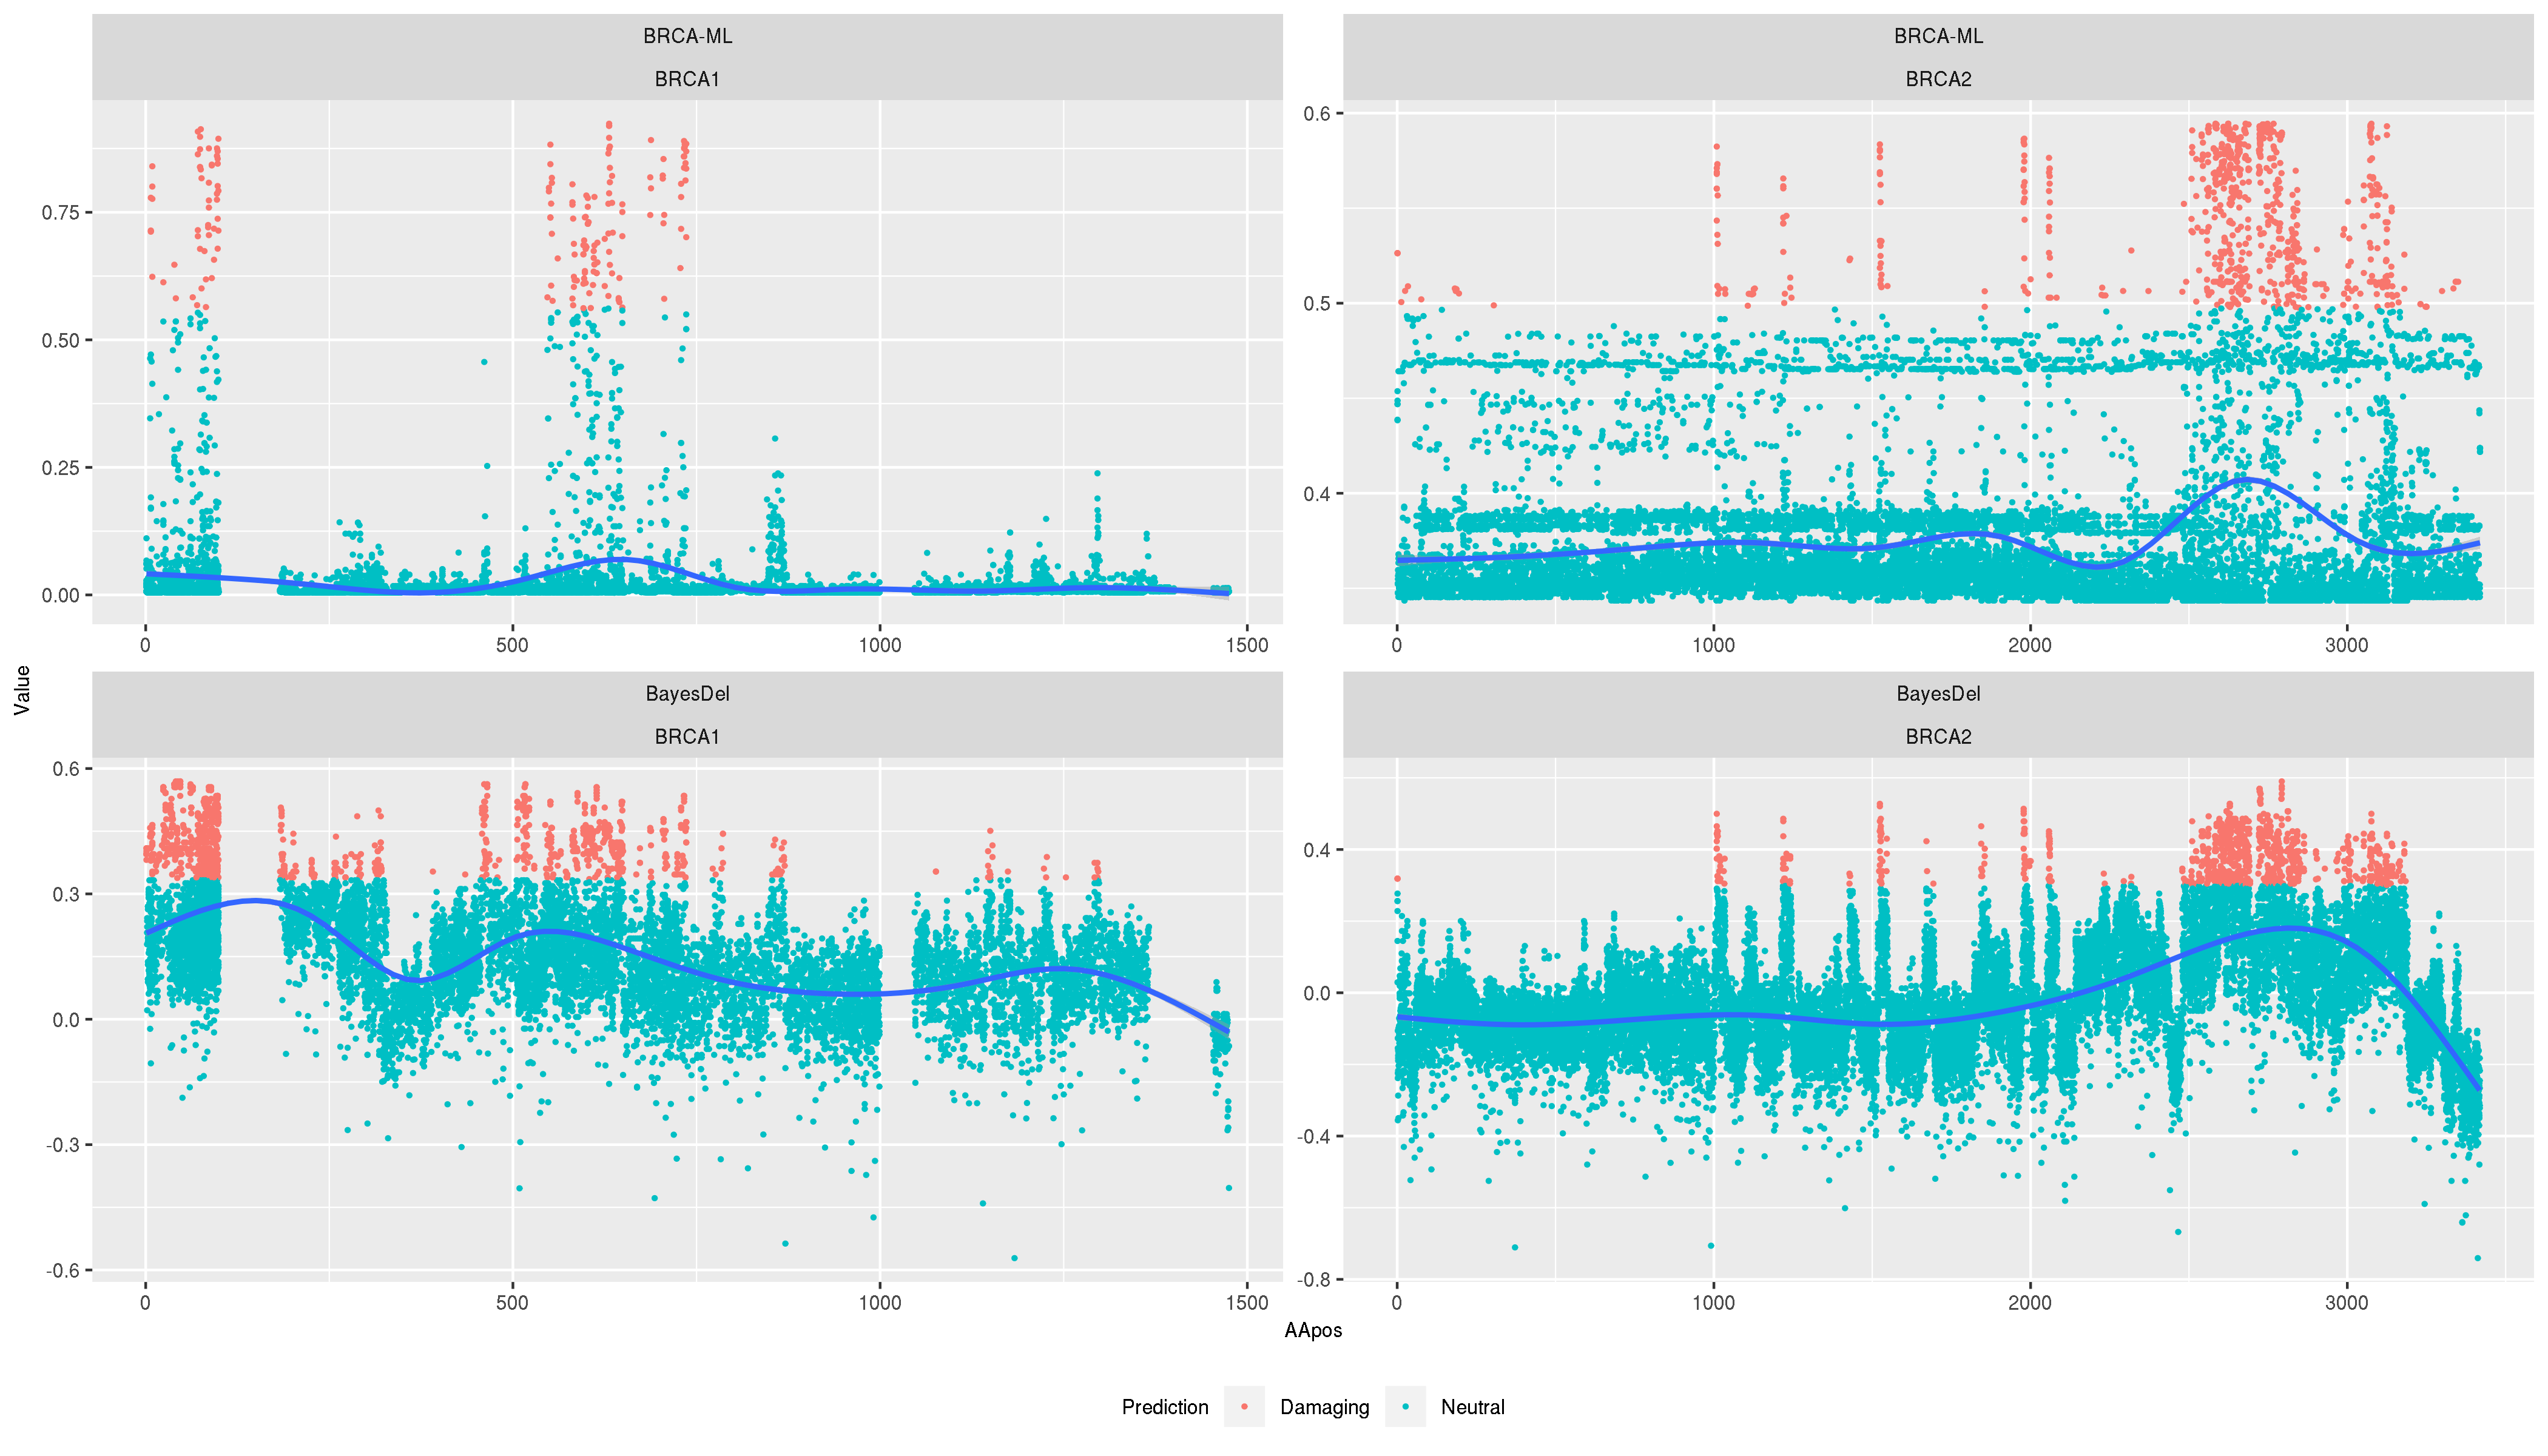 BRCA-ML
BRCA1
0.75
0.50
0.25
0.00
0 500 1000 1500
BRCA-ML
BRCA2
0.6
0.5
0.4
0 1000 2000 3000
Value
BayesDel
BRCA1
0.6
0.3
0.0
-0.3
-0.6
0 500 1000 1500
BayesDel
BRCA2
0.4
0.0
-0.4
-0.8
0 1000 2000 3000
AApos
Prediction Damaging Neutral